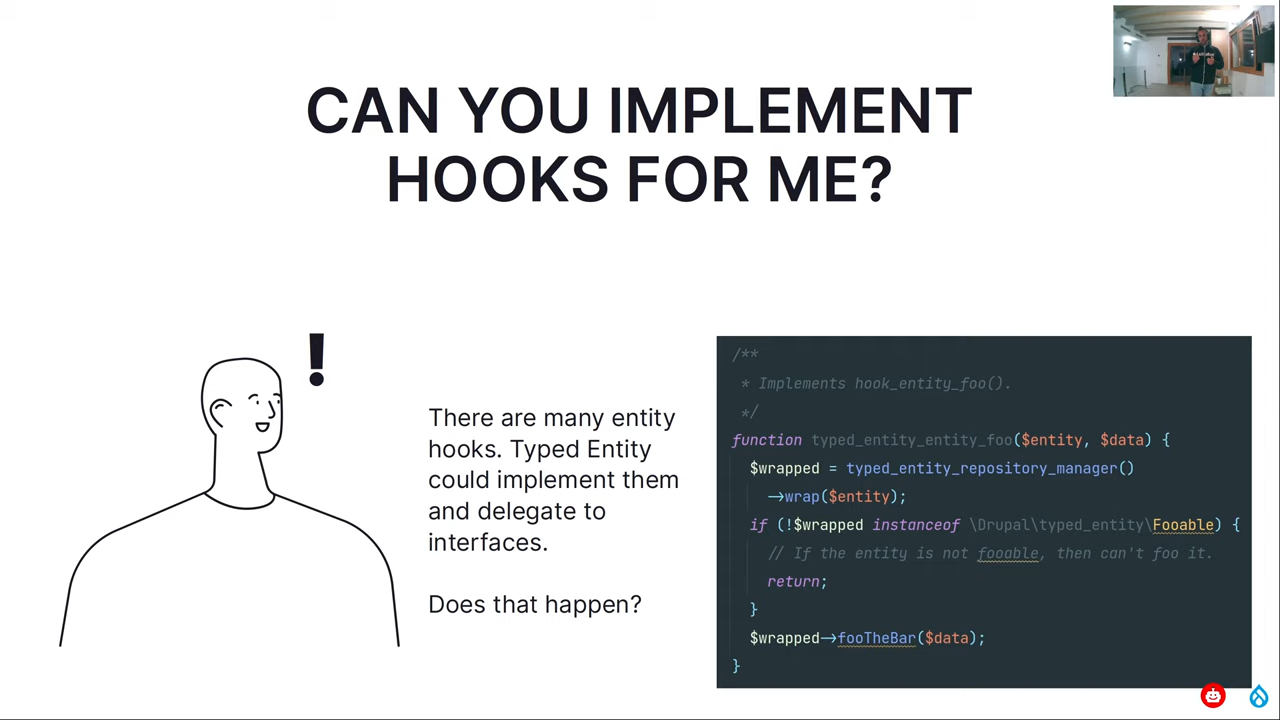 CAN YOU IMPLEMENT
HOOKS FOR ME?
!
There are many entity
hooks. Typed Entity
could implement them
and delegate to
interfaces.
Does that happen?
/**
 * Implements hook_entity_foo().
 */
function typed_entity_entity_foo($entity, $data) {
  $wrapped = typed_entity_repository_manager()
    →wrap($entity);
  if (!$wrapped instanceof \Drupal\typed_entity\Fooable) {
    // If the entity is not fooable, then can't foo it.
    return;
  }
  $wrapped→fooTheBar($data);
}